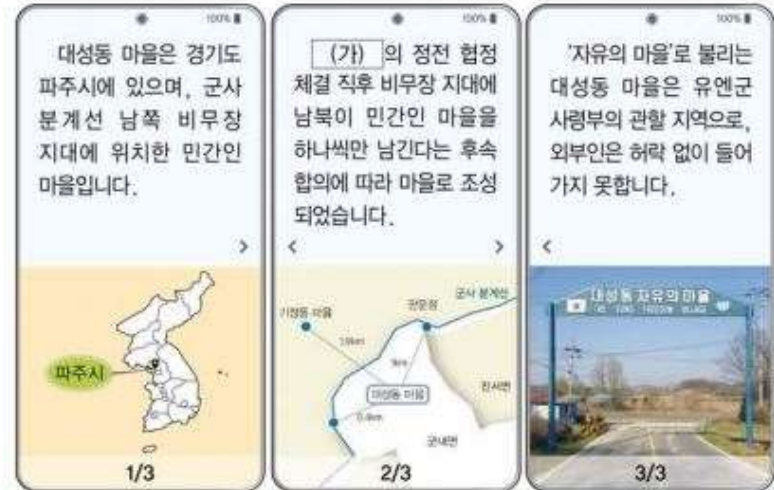 100%
대성동 마을은 경기도
파주시에 있으며, 군사
분계선 남쪽 비무장
지대에 위치한 민간인
마을입니다.
파주시
1/3
100%
(가) 의 정전 협정
체결 직후 비무장 지대에
남북이 민간인 마을을
하나씩만 남긴다는 후속
합의에 따라 마을로 조성
되었습니다.
기정동 마을
판문점
군사 분계선
1.8km
1km
대성동 마을
0.4km
진서면
군내면
2/3
100%
'자유의 마을'로 불리는
대성동 마을은 유엔군
사령부의 관할 지역으로,
외부인은 허락 없이 들어
가지 못합니다.
대성동 자유의 마을
3/3